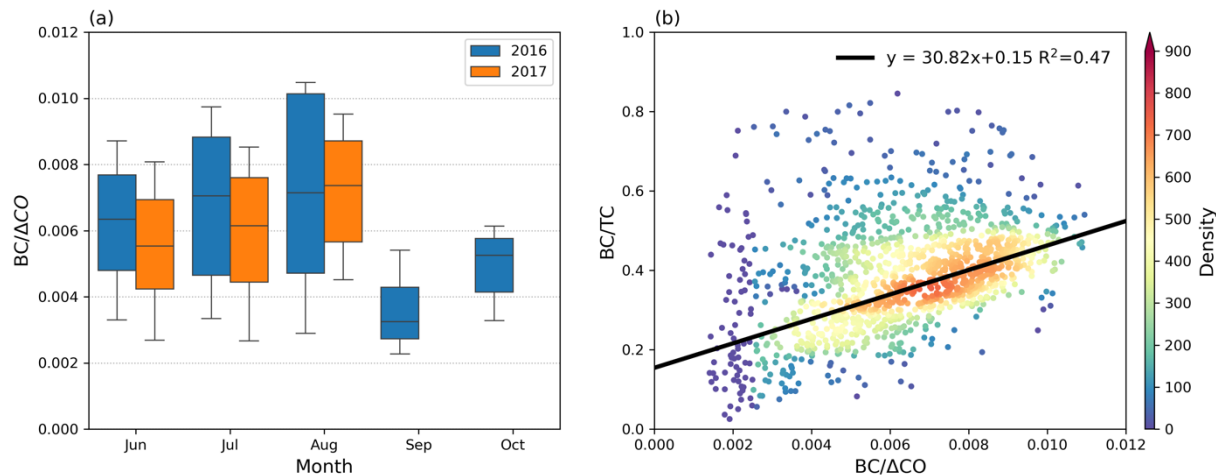 (a)
0.012
0.010
0.008
0.006
0.004
0.002
0.000
BC/ΔCO
Jun Jul Aug Sep Oct
Month
2016
2017
(b)
1.0
0.8
0.6
0.4
0.2
0.0
BC/TC
0.000 0.002 0.004 0.006 0.008 0.010 0.012
BC/ΔCO
y = 30.82x+0.15 R²=0.47
900
800
700
600
500
400
300
200
100
0
Density